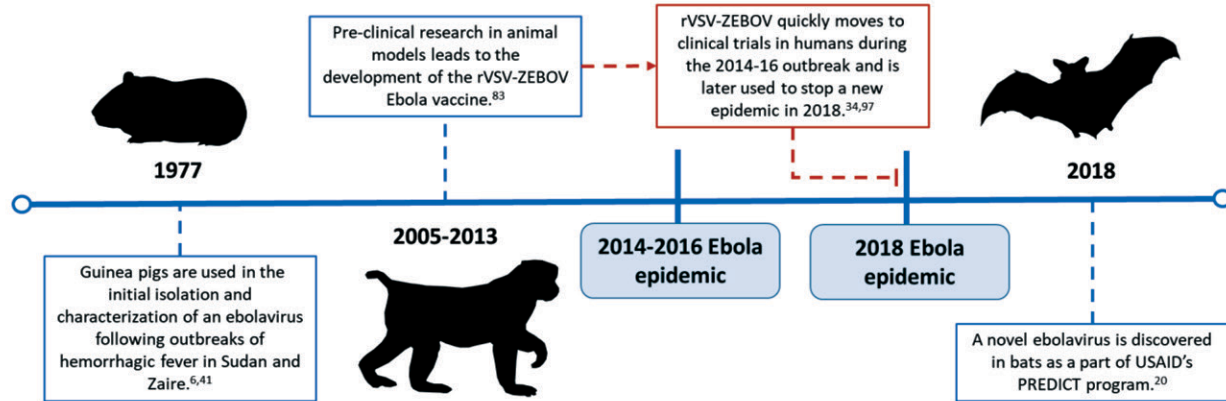 Pre-clinical research in animal
models leads to the
development of the rVSV-ZEBOV
Ebola vaccine.83
rVSV-ZEBOV quickly moves to
clinical trials in humans during
the 2014-16 outbreak and is
later used to stop a new
epidemic in 2018.34,97
1977
2018
2005-2013
2014-2016 Ebola
epidemic
2018 Ebola
epidemic
Guinea pigs are used in the
initial isolation and
characterization of an ebolavirus
following outbreaks of
hemorrhagic fever in Sudan and
Zaire.6,41
A novel ebolavirus is discovered
in bats as a part of USAID's
PREDICT program.20